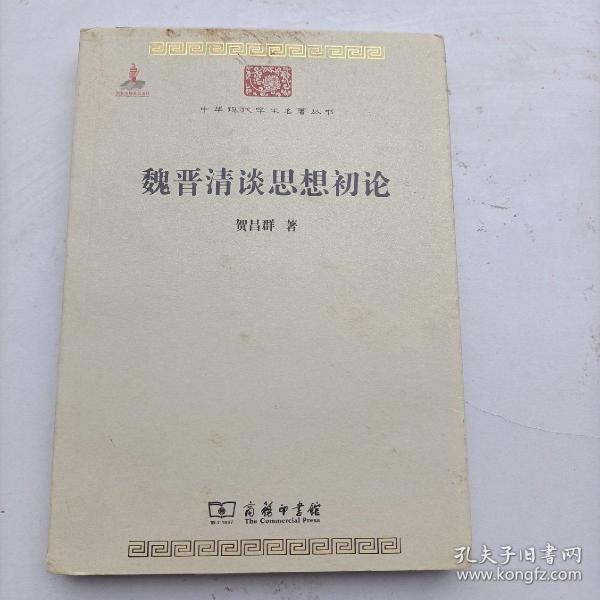 中华现代学术名著丛书
魏晋清谈思想初论
贺昌群 著
商务印书馆
The Commercial Press
孔夫子旧书网
www.kongfz.com